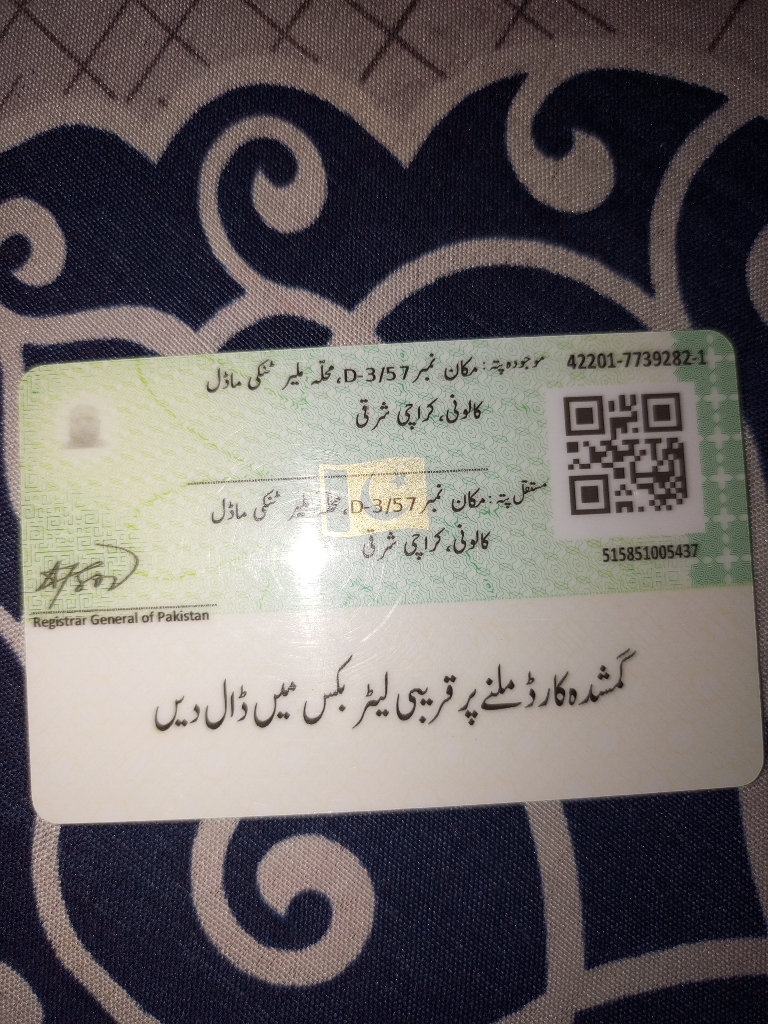 42201-7739282-1
موجودہ پتہ: مکان نمبر D-3/57، محلّہ ملیر ٹنکی ماڈل
کالونی، کراچی شرقی
مستقل پتہ: مکان نمبر D-3/57، محلّہ ملیر ٹنکی ماڈل
کالونی، کراچی شرقی
515851005437
Registrar General of Pakistan
گمشدہ کارڈ ملنے پر قریبی لیٹر بکس میں ڈال دیں